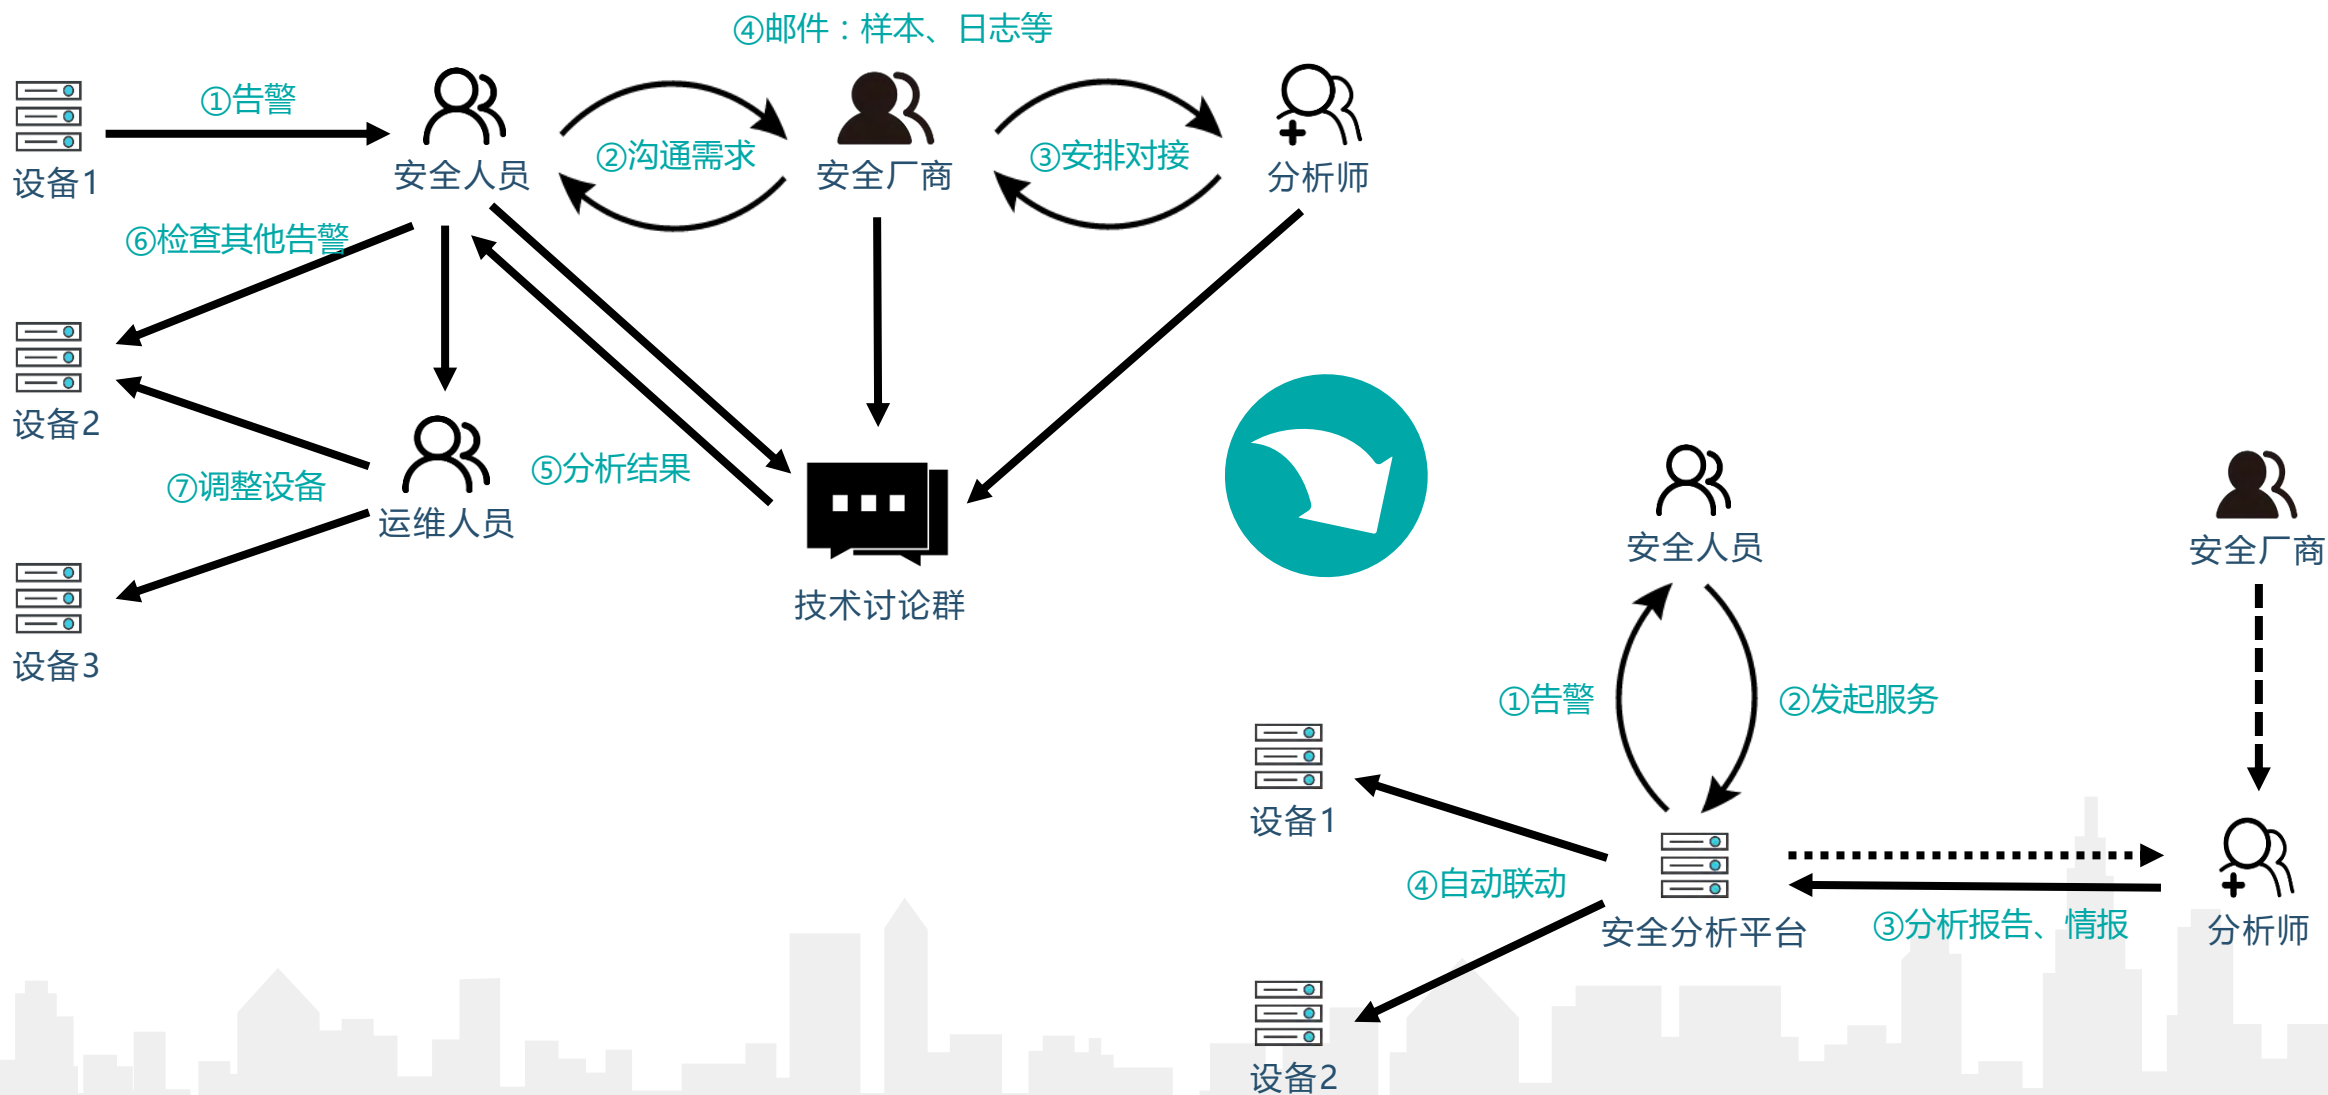 ④邮件：样本、日志等
①告警
②沟通需求
③安排对接
设备1
安全人员
安全厂商
分析师
⑥检查其他告警
设备2
⑤分析结果
⑦调整设备
运维人员
技术讨论群
设备3
安全人员
安全厂商
①告警
②发起服务
设备1
④自动联动
安全分析平台
③分析报告、情报
分析师
设备2